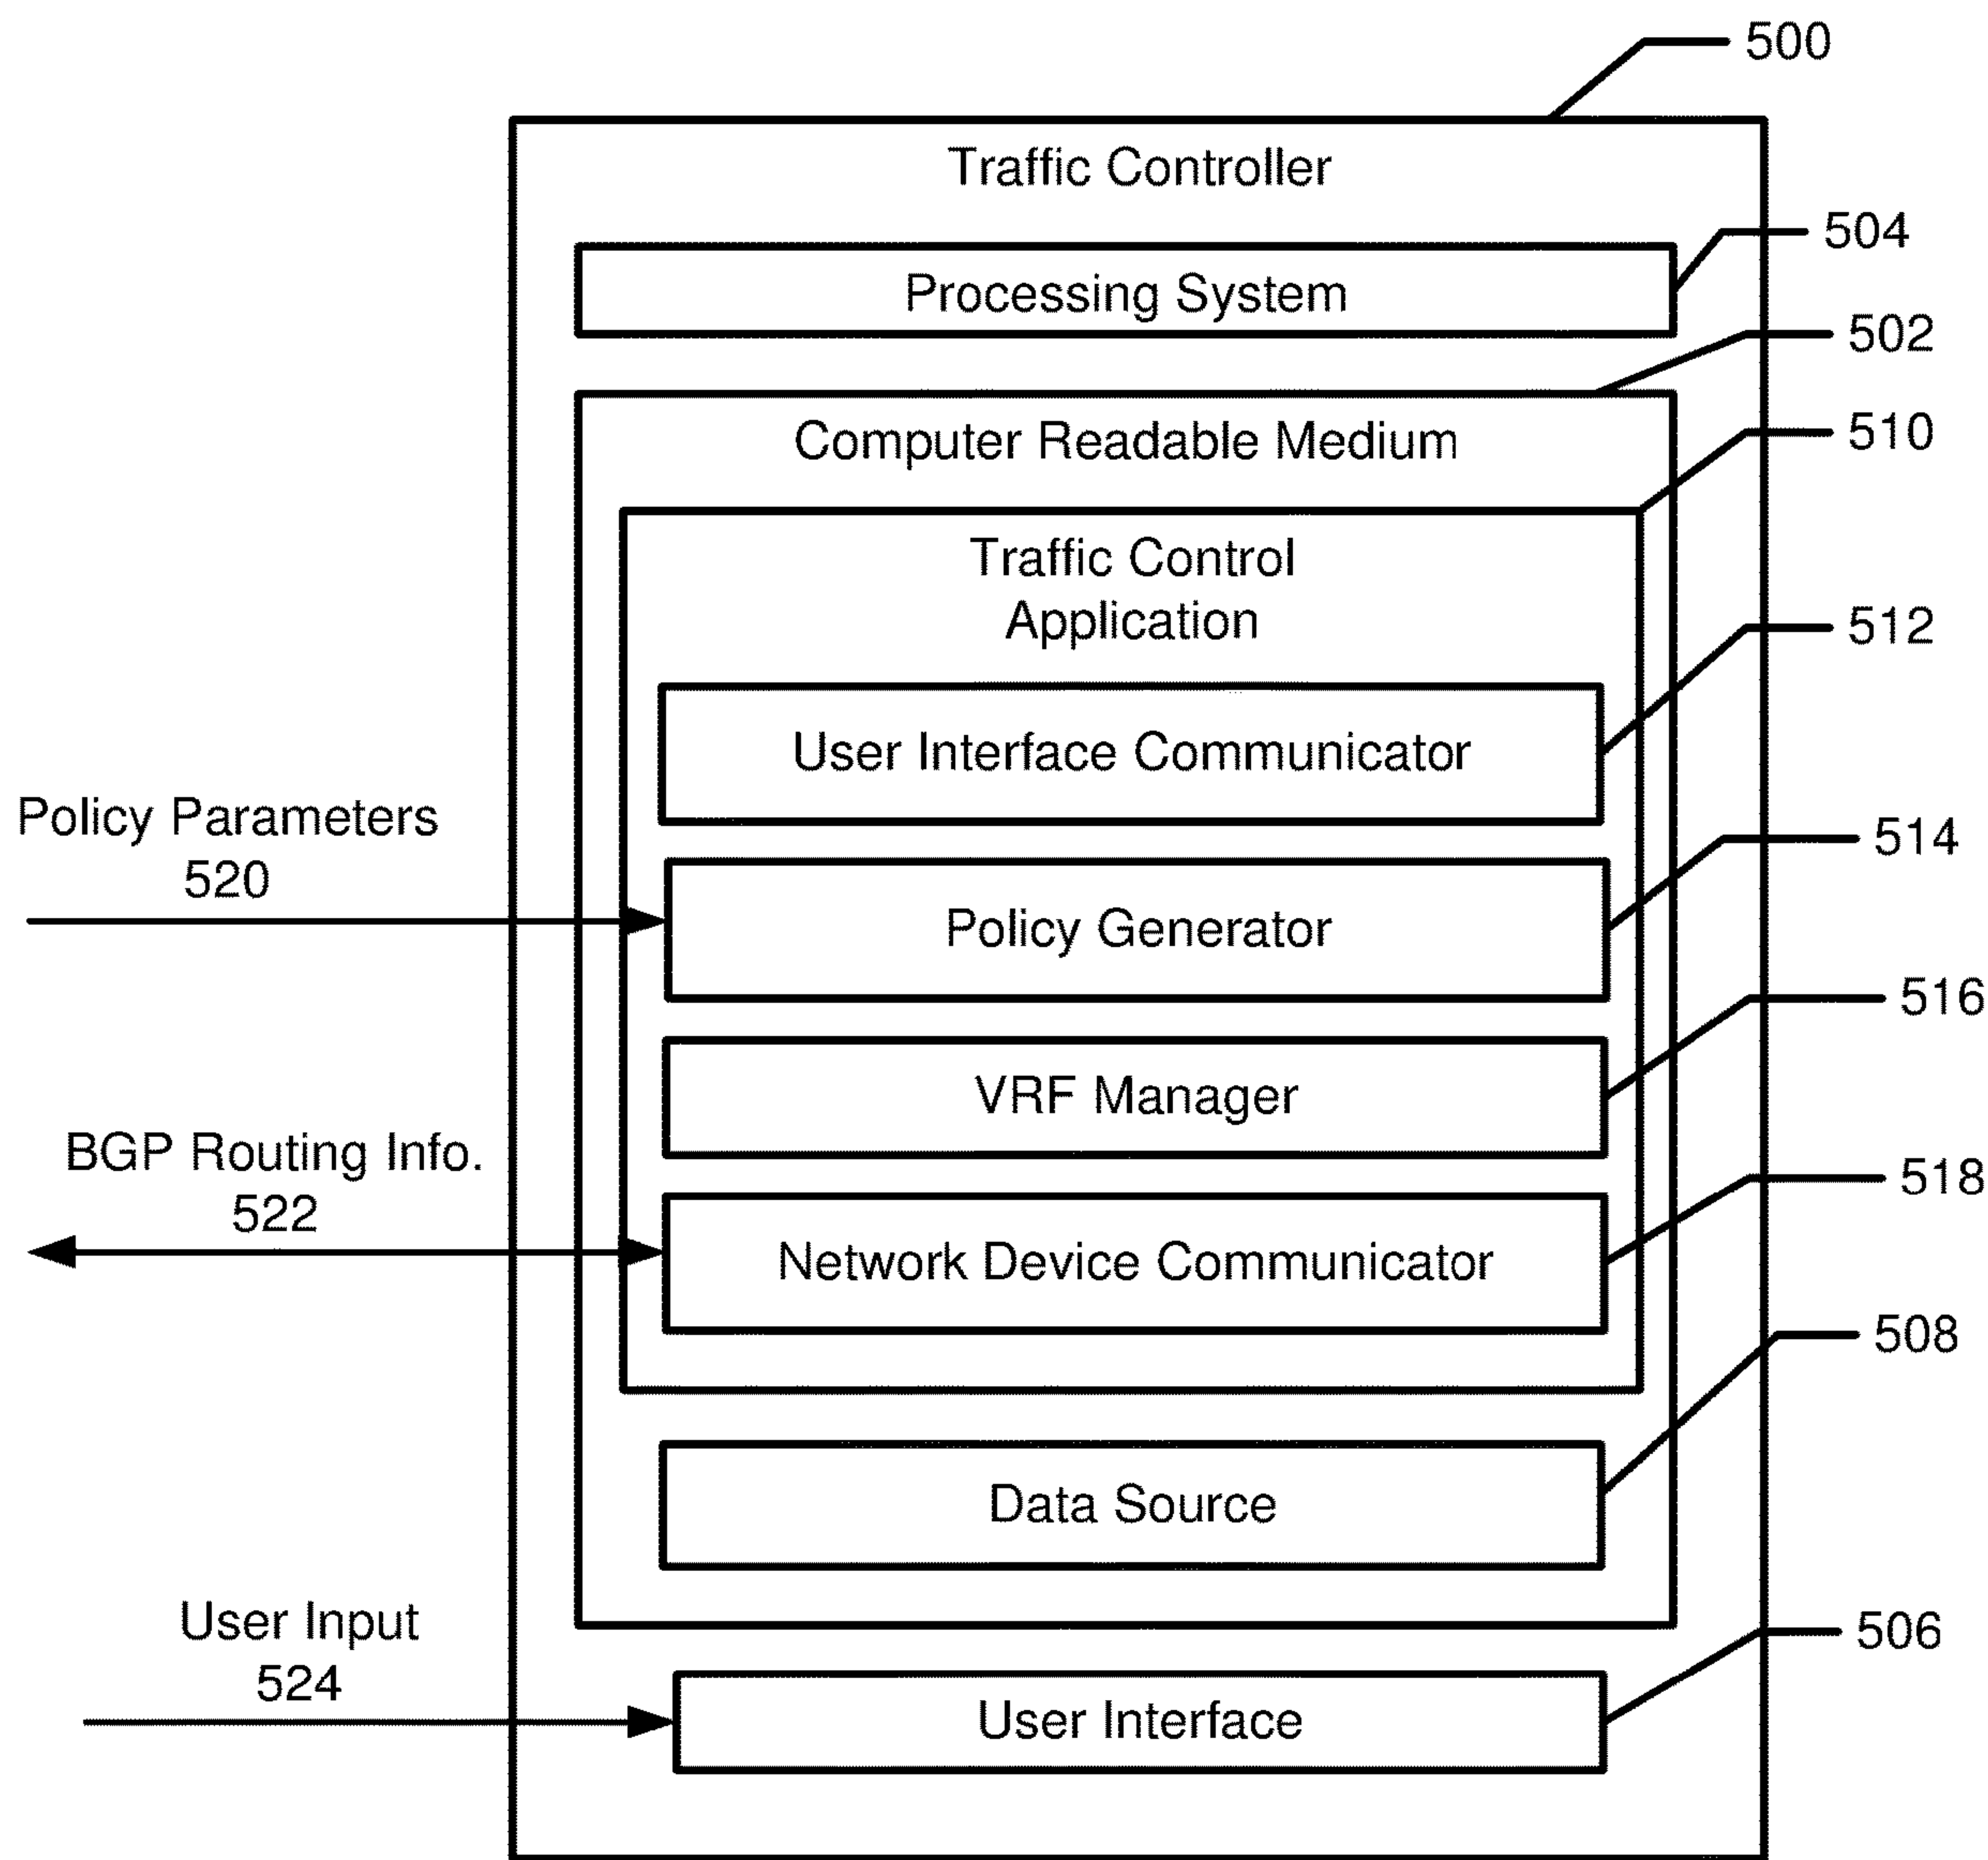 500
Traffic Controller
504
Processing System
502
Computer Readable Medium
510
Traffic Control
Application
512
User Interface Communicator
Policy Parameters
520
514
Policy Generator
516
VRF Manager
BGP Routing Info.
522
518
Network Device Communicator
508
Data Source
User Input
524
506
User Interface